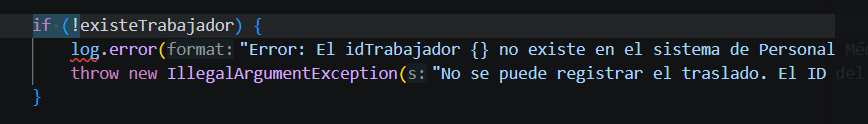 if (!existeTrabajador) {
log.error(format: "Error: El idTrabajador {} no existe en el sistema de Personal Mé
throw new IllegalArgumentException(s: "No se puede registrar el traslado. El ID del
}